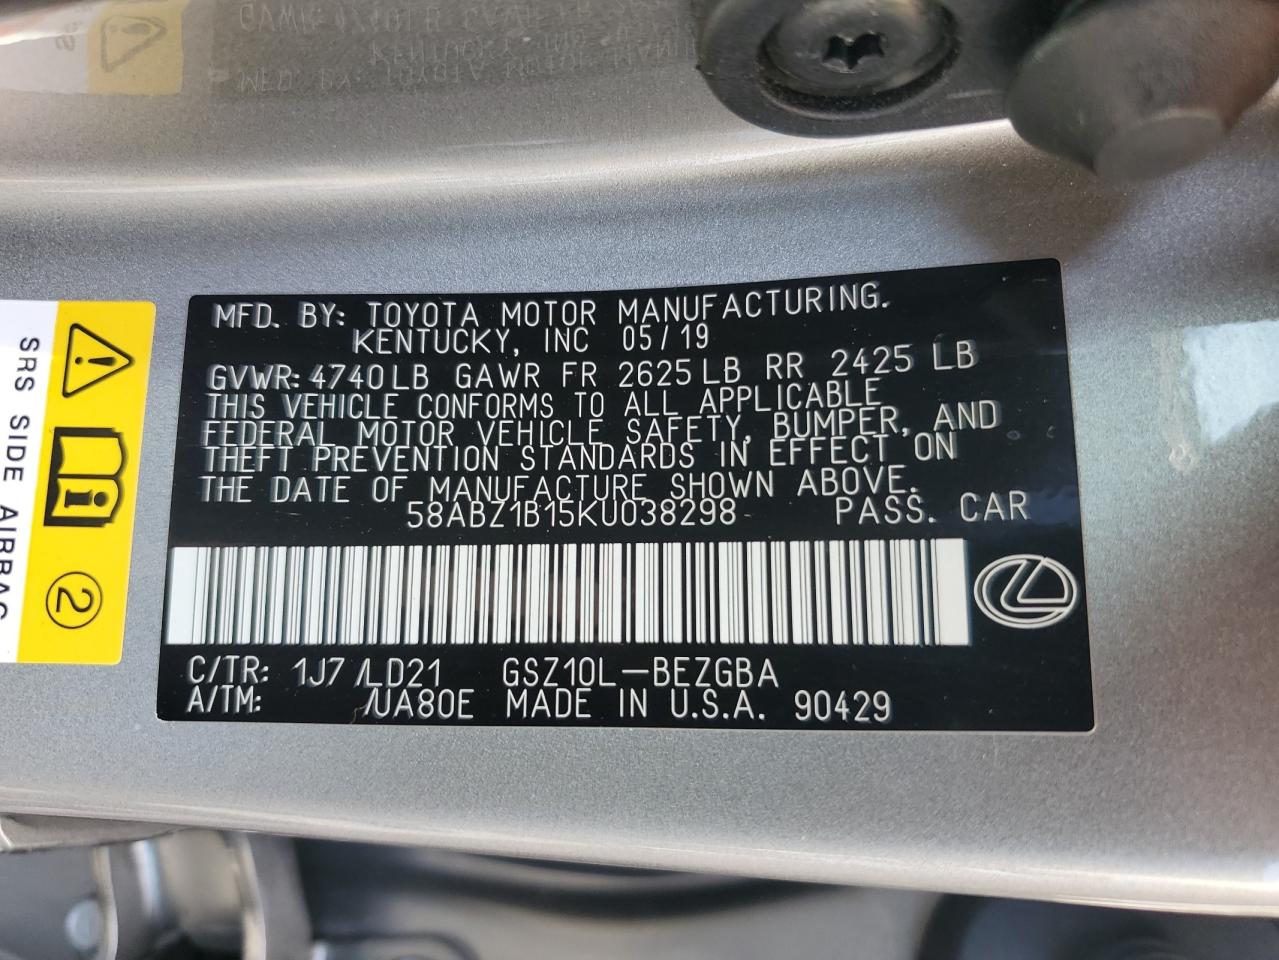 MFD. BY: TOYOTA MOTOR MANUFACTURING.
KENTUCKY, INC 05/19
GVWR: 4740LB GAWR FR 2625LB RR 2425 LB
THIS VEHICLE CONFORMS TO ALL APPLICABLE
FEDERAL MOTOR VEHICLE SAFETY, BUMPER, AND
THEFT PREVENTION STANDARDS IN EFFECT ON
THE DATE OF MANUFACTURE SHOWN ABOVE.
58ABZ1B15KU038298 PASS. CAR
C/TR: 1J7 /LD21 GSZ10L-BEZGBA
A/TM: /UA80E MADE IN U.S.A. 90429
SRS SIDE AIRBAG
2